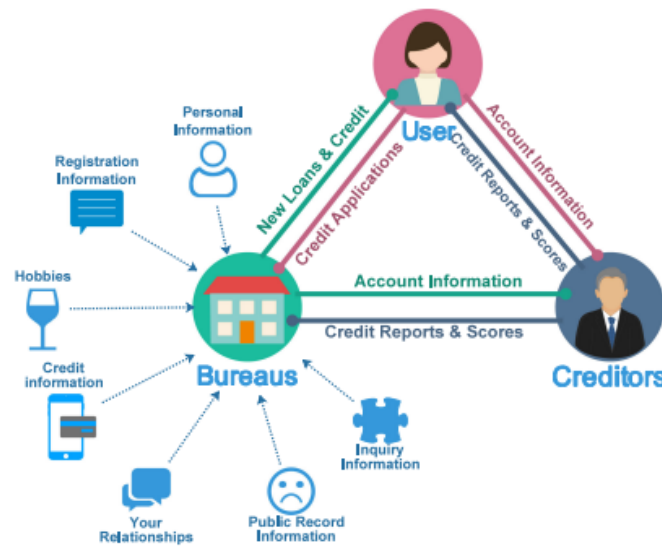 User
Personal
Information
Registration
Information
New Loans & Credit
Credit Applications
Account Information
Credit Reports & Scores
Hobbies
Account Information
Credit Reports & Scores
Credit
information
Bureaus
Creditors
Inquiry
Information
Your
Relationships
Public Record
Information